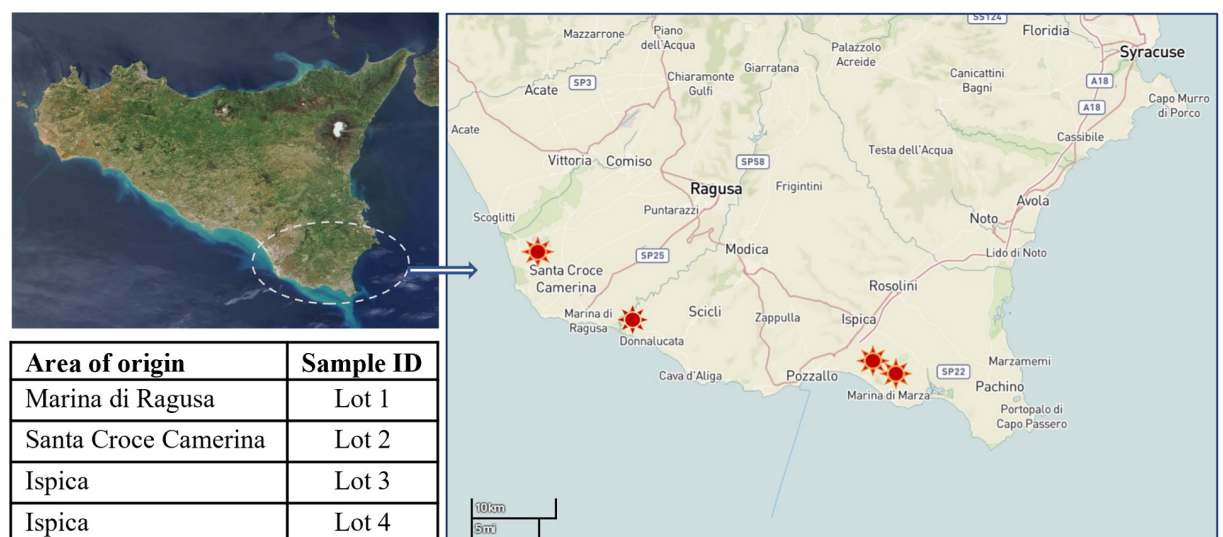 Area of origin Sample ID
Marina di Ragusa Lot 1
Santa Croce Camerina Lot 2
Ispica Lot 3
Ispica Lot 4
SS124
Mazzarrone
Piano
dell'Acqua
Floridia
Syracuse
Palazzolo
Acreide
Giarratana
Chiaramonte
Gulfi
Canicattini
Bagni
A18
Acate
SP3
Capo Murro
di Porco
A18
Acate
Cassibile
Testa dell'Acqua
Vittoria
Comiso
SP58
Ragusa
Frigintini
Avola
Puntarazzi
Scoglitti
Noto
Modica
Lido di Noto
SP25
Santa Croce
Camerina
Rosolini
Marina di
Ragusa
Scicli
Zappulla
Ispica
Donnalucata
Marzamemi
Cava d'Aliga
Pozzallo
SP22
Pachino
Marina di Marza
Portopalo di
Capo Passero
10km
5mi